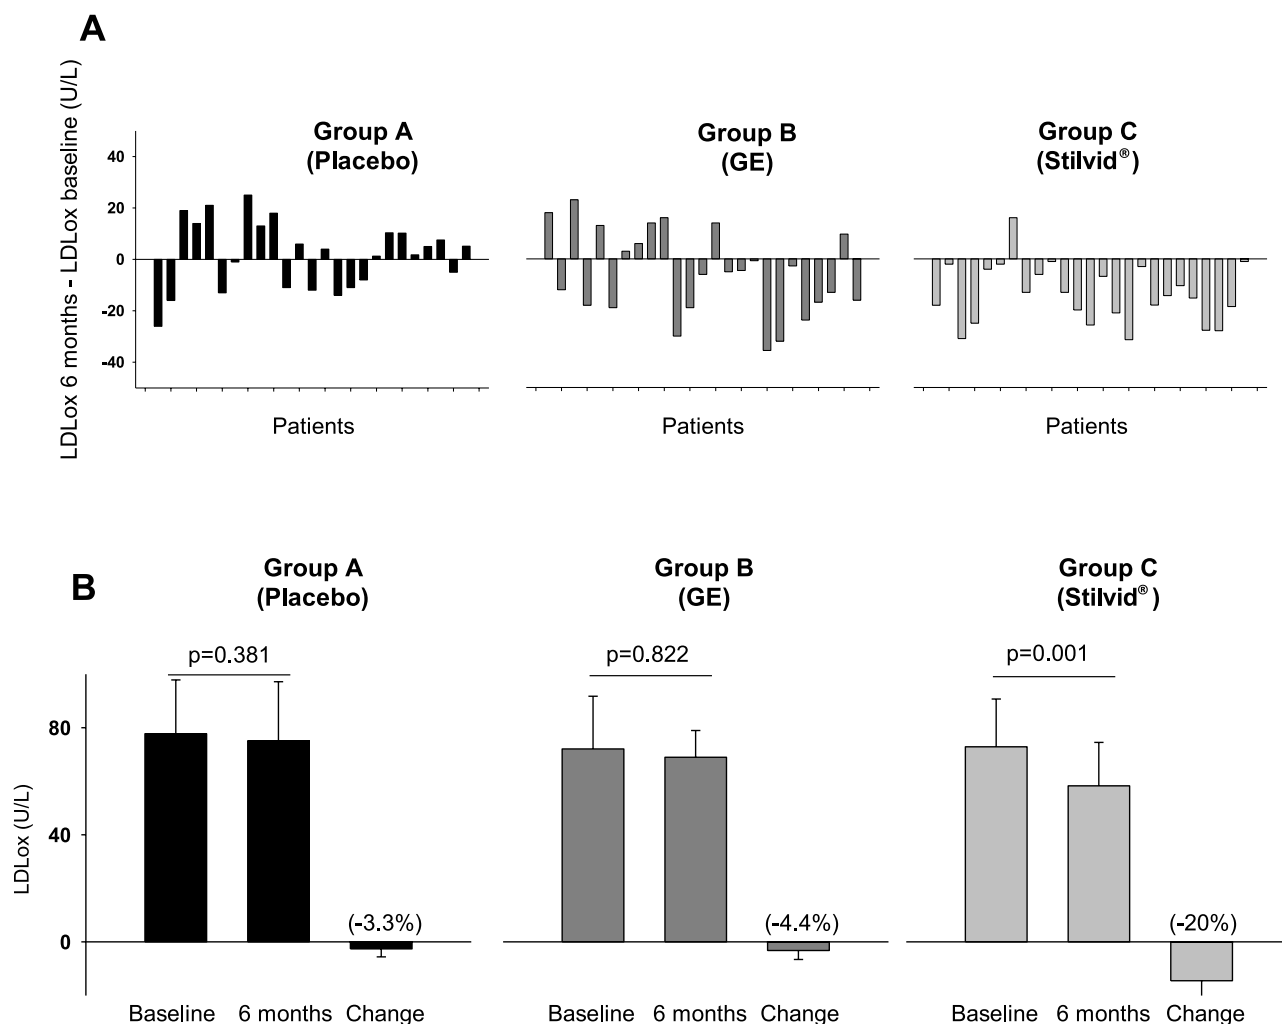 A
LDLox 6 months - LDLox baseline (U/L)
Group A
(Placebo)
Group B
(GE)
Group C
(Stilvid®)
40
20
0
-20
-40
Patients
Patients
Patients
B
Group A
(Placebo)
Group B
(GE)
Group C
(Stilvid®)
p=0.381
p=0.822
p=0.001
LDLox (U/L)
80
40
0
(-3.3%)
(-4.4%)
(-20%)
Baseline 6 months Change
Baseline 6 months Change
Baseline 6 months Change